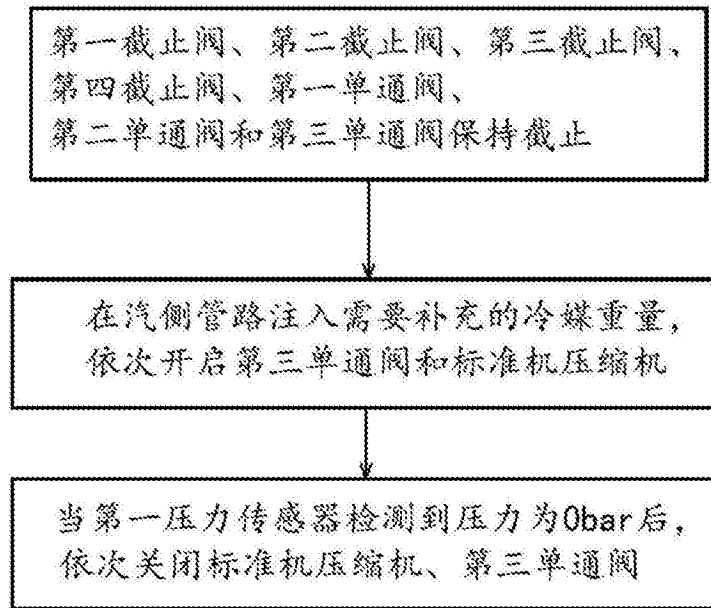 第一截止阀、第二截止阀、第三截止阀、
第四截止阀、第一单通阀、
第二单通阀和第三单通阀保持截止
在汽侧管路注入需要补充的冷媒重量,
依次开启第三单通阀和标准机压缩机
当第一压力传感器检测到压力为0bar后,
依次关闭标准机压缩机、第三单通阀